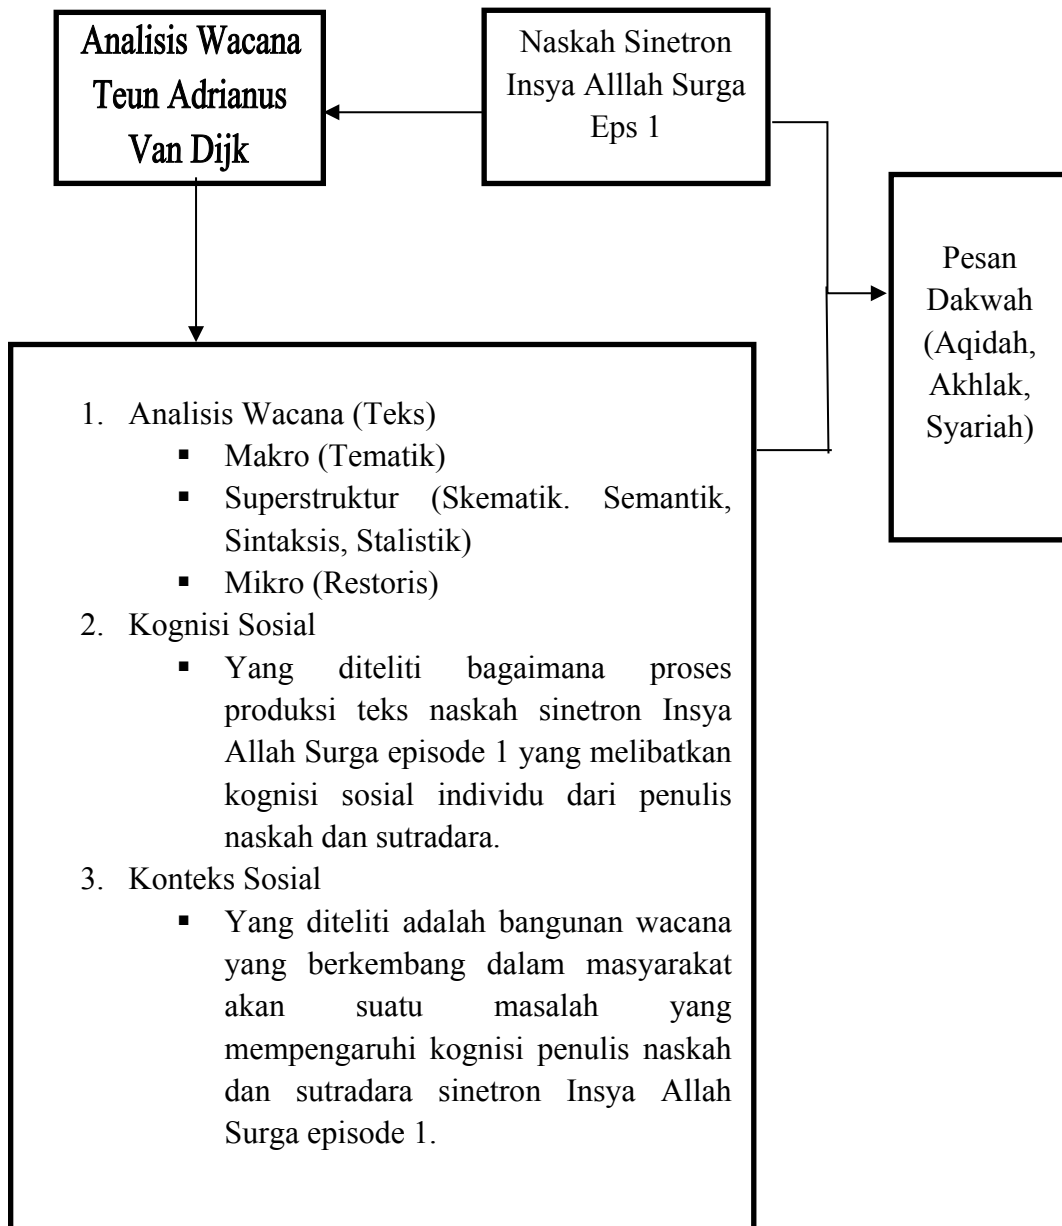 Analisis Wacana
Teun Adrianus
Van Dijk
Naskah Sinetron
Insya Alllah Surga
Eps 1
Pesan
Dakwah
(Aqidah,
Akhlak,
Syariah)
1. Analisis Wacana (Teks)
▪ Makro (Tematik)
▪ Superstruktur (Skematik. Semantik,
Sintaksis, Stalistik)
▪ Mikro (Restoris)
2. Kognisi Sosial
▪ Yang diteliti bagaimana proses
produksi teks naskah sinetron Insya
Allah Surga episode 1 yang melibatkan
kognisi sosial individu dari penulis
naskah dan sutradara.
3. Konteks Sosial
▪ Yang diteliti adalah bangunan wacana
yang berkembang dalam masyarakat
akan suatu masalah yang
mempengaruhi kognisi penulis naskah
dan sutradara sinetron Insya Allah
Surga episode 1.